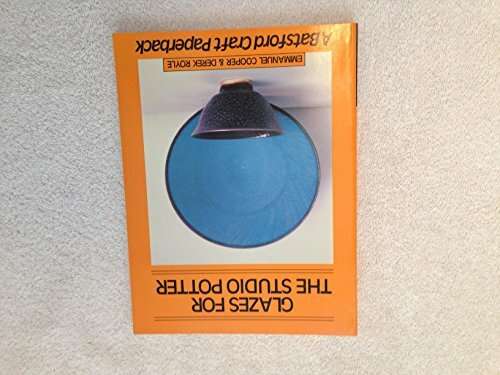 GLAZES FOR
THE STUDIO POTTER
EMMANUEL COOPER & DEREK ROYLE
A Batsford Craft Paperback